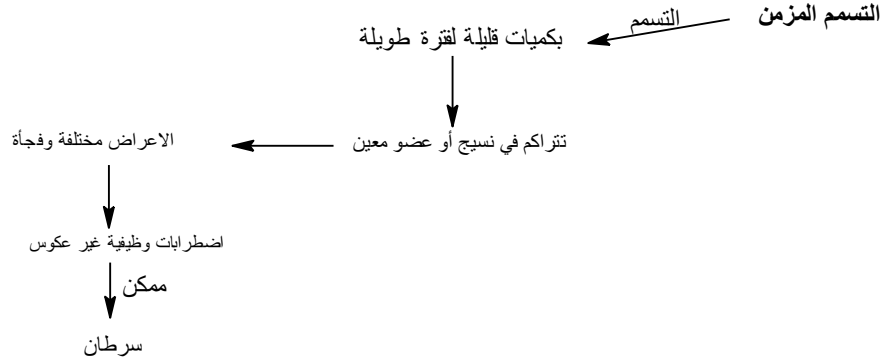 التسمم المزمن
التسمم
بكميات قليلة لفترة طويلة
تتراكم في نسيج أو عضو معين
الاعراض مختلفة وفجأة
اضطرابات وظيفية غير عكوس
ممكن
سرطان